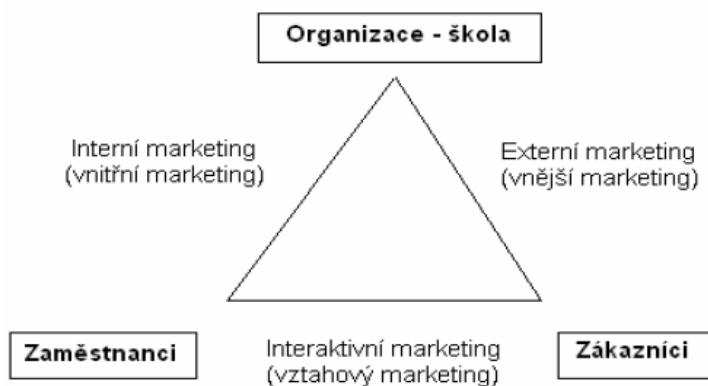 Organizace - škola
Interní marketing
(vnitřní marketing)
Externí marketing
(vnější marketing)
Zaměstnanci
Interaktivní marketing
(vztahový marketing)
Zákazníci